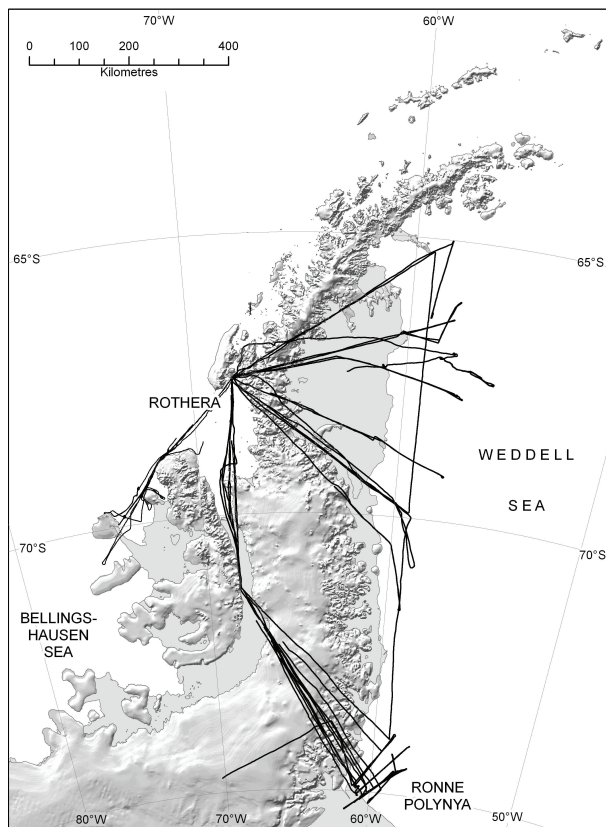 70°W
60°W
0 100 200 300 400
Kilometres
65°S
65°S
ROTHERA
WEDDELL
SEA
70°S
70°S
BELLINGS-
HAUSEN
SEA
RONNE
POLYNYA
80°W
70°W
60°W
50°W